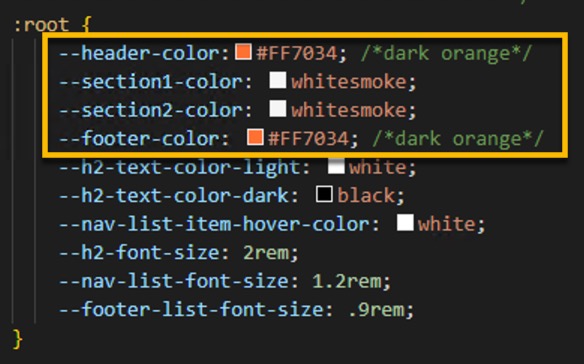 */
:root {
--header-color: #FF7034; /*dark orange*/
--section1-color: whitesmoke;
--section2-color: whitesmoke;
--footer-color: #FF7034; /*dark orange*/
--h2-text-color-light: white;
--h2-text-color-dark: black;
--nav-list-item-hover-color: white;
--h2-font-size: 2rem;
--nav-list-font-size: 1.2rem;
--footer-list-font-size: .9rem;
}